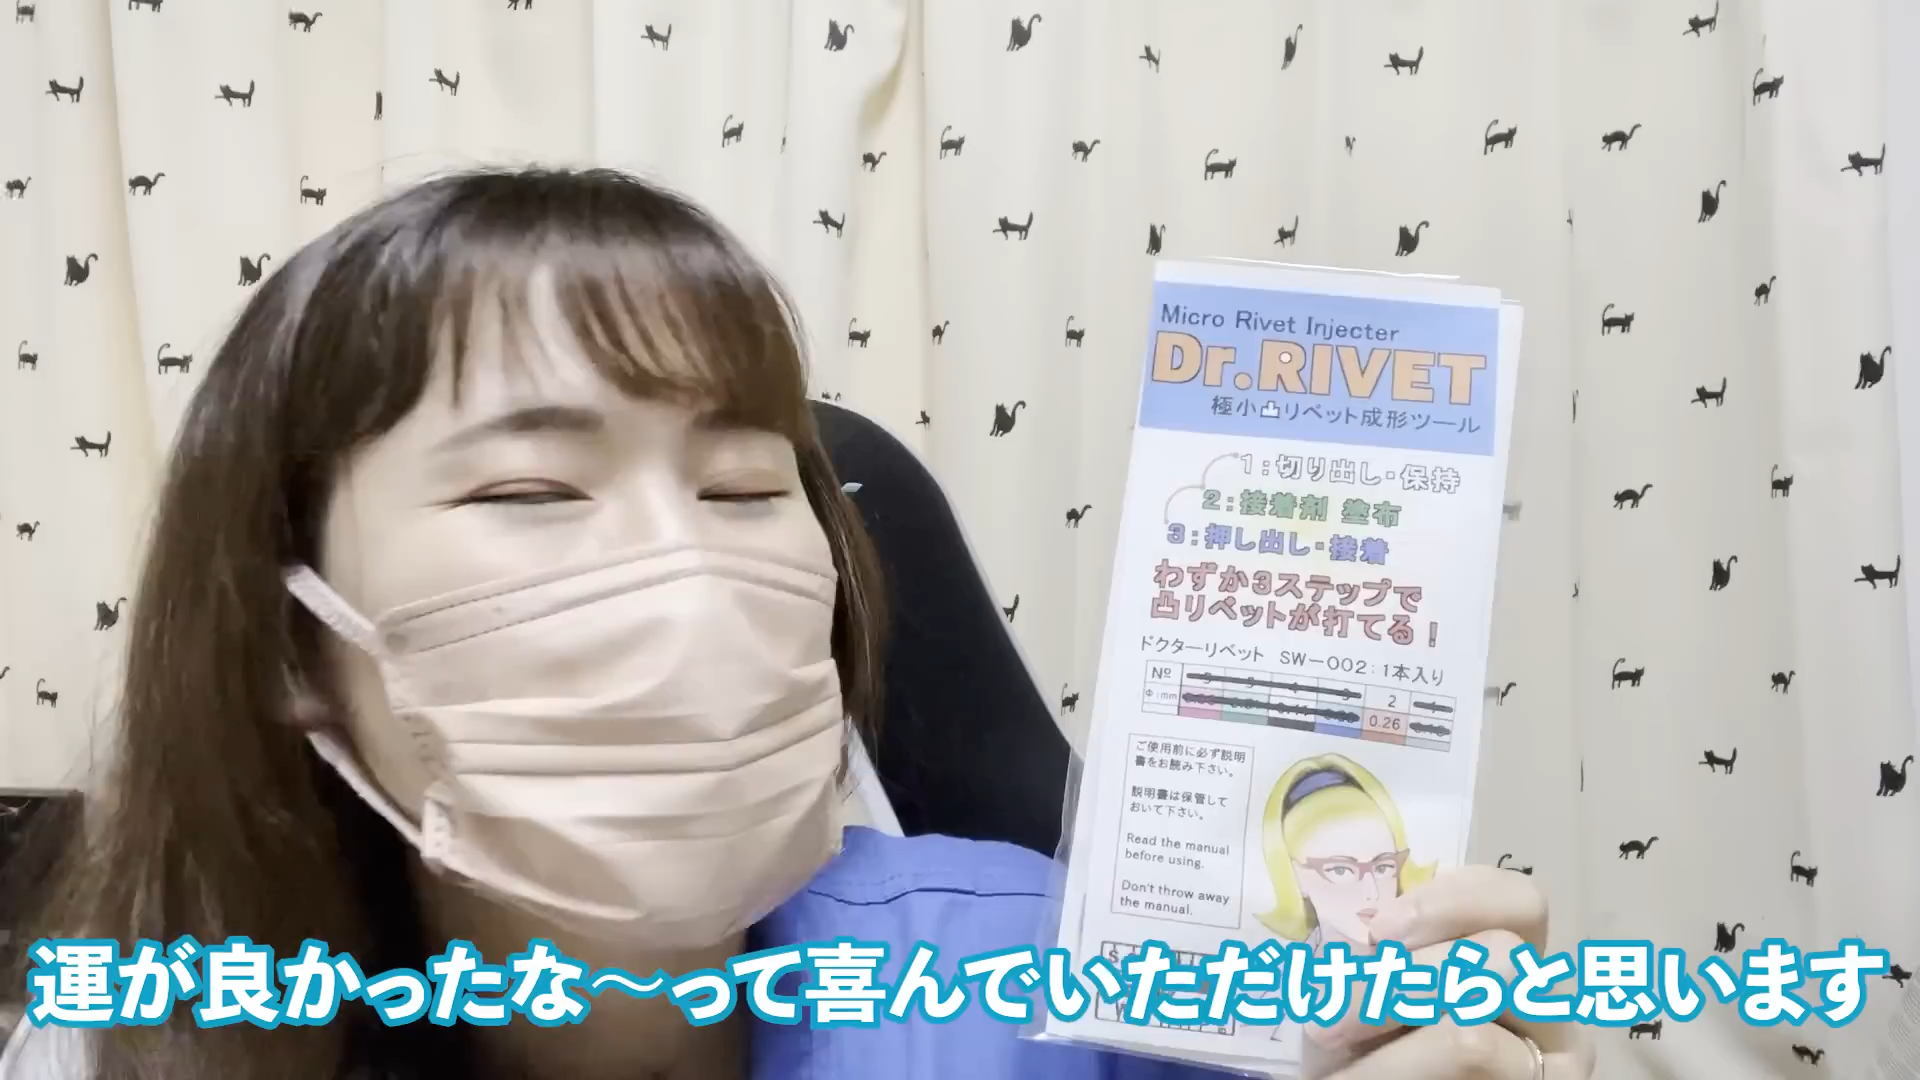 Micro Rivet Injecter
Dr.RIVET
極小凸リベット成形ツール
1:切り出し・保持
2:接着剤 塗布
3:押し出し・接着
わずか3ステップで
凸リベットが打てる!
ドクターリベット SW-002:1本入り
Nº 2
Φ:mm 0.26
ご使用前に必ず説明
書をお読み下さい。
説明書は保管して
おいて下さい。
Read the manual
before using.
Don't throw away
the manual.
運が良かったな～って喜んでいただけたらと思います